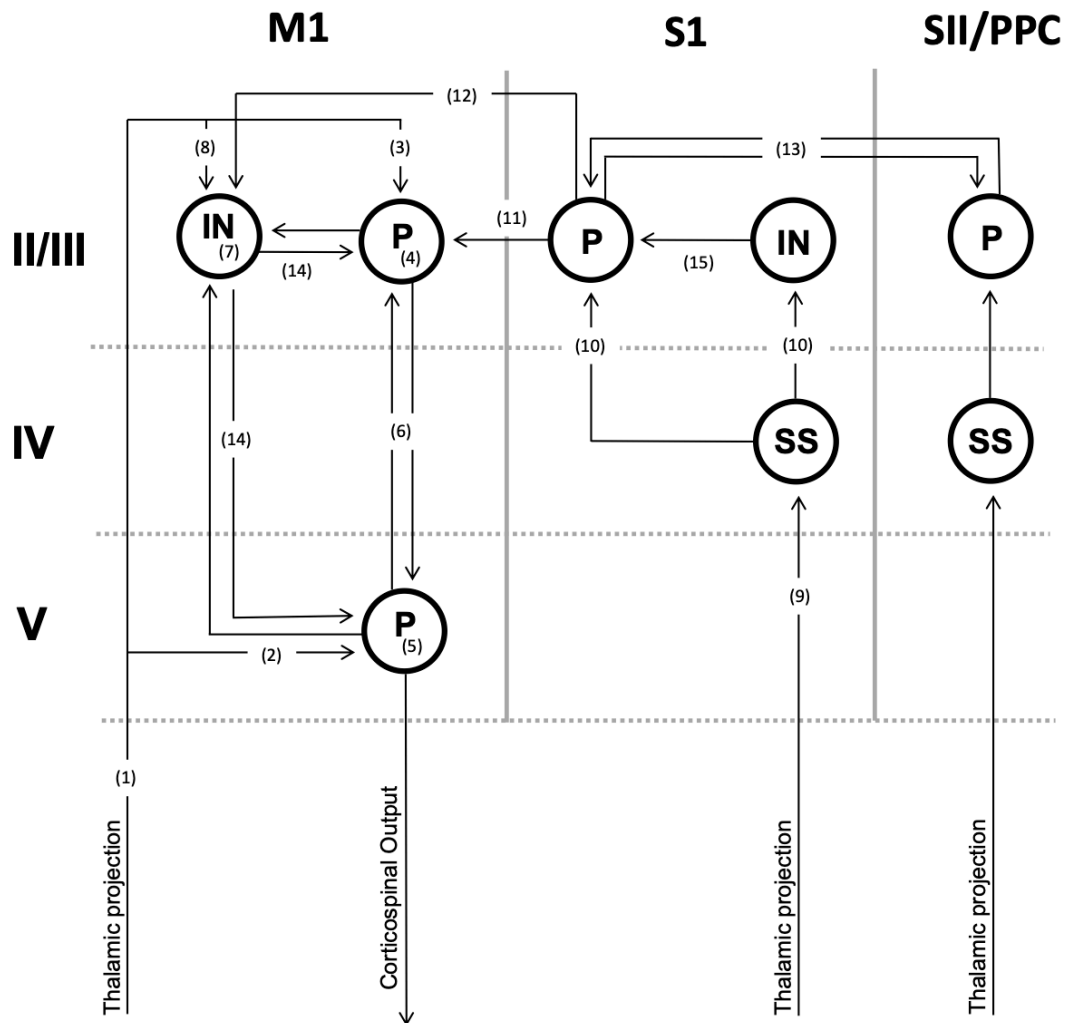 M1 S1 SII/PPC
(12)
(8) (3) (13)
II/III IN P P IN P
(7) (4) (11)
(14) (15)
(10) (10)
IV (14) (6) SS SS
V P (9)
(5)
(2)
(1)
Thalamic projection
Corticospinal Output
Thalamic projection
Thalamic projection